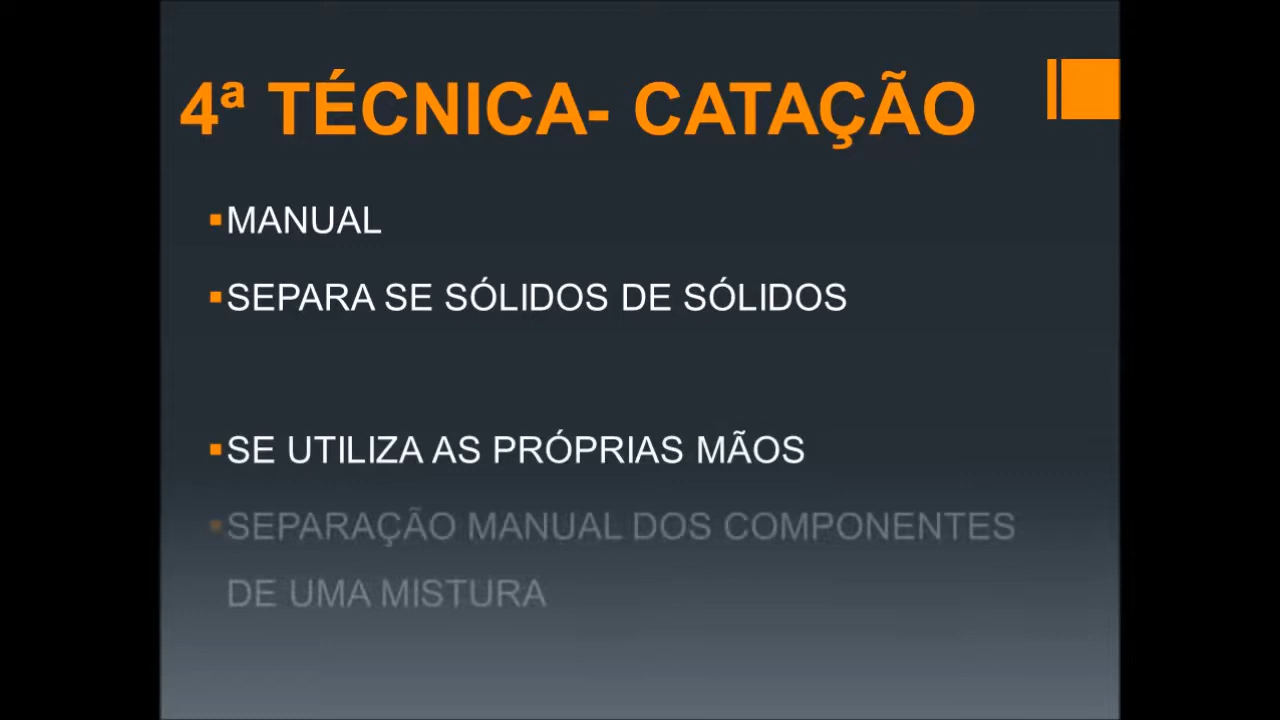 4ª TÉCNICA- CATAÇÃO
MANUAL
SEPARA SE SÓLIDOS DE SÓLIDOS
SE UTILIZA AS PRÓPRIAS MÃOS
SEPARAÇÃO MANUAL DOS COMPONENTES
DE UMA MISTURA